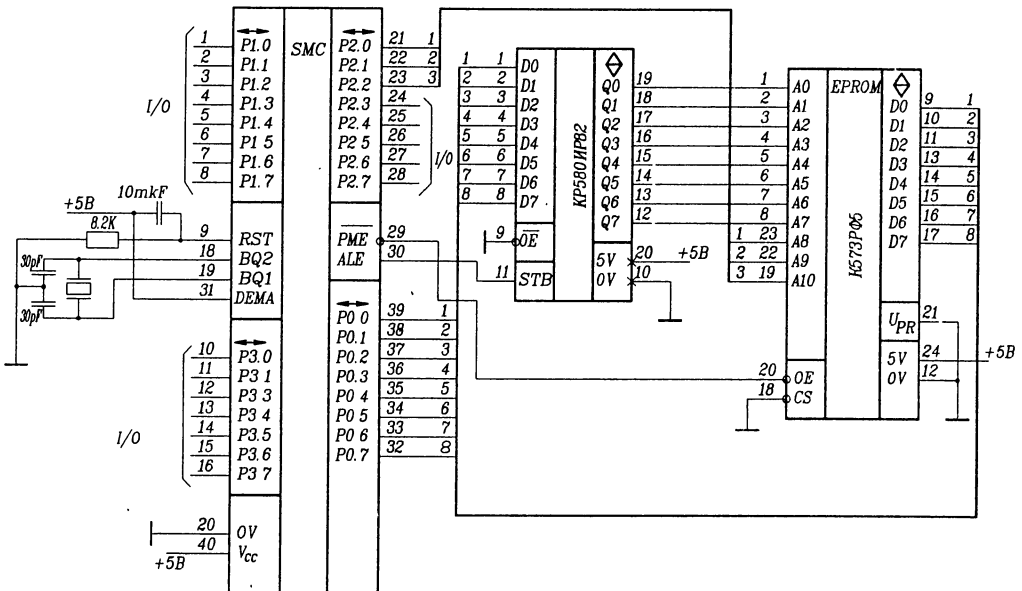 SMC
I/O
1 P1.0
2 P1.1
3 P1.2
4 P1.3
5 P1.4
6 P1 5
7 P1.6
8 P1.7
+5B
10mkF
8.2K
30pF
30pF
9 RST
18 BQ2
19 BQ1
31 DEMA
I/O
10 P3.0
11 P3 1
12 P3 3
13 P3 4
14 P3.5
15 P3.6
16 P3 7
20 0V
40 Vcc
+5B
P2.0 21 1
P2.1 22 2
P2.2 23 3
P2.3 24
P2.4 25
P2 5 26
P2.6 27
P2.7 28
I/O
PME 29
ALE 30
P0 0 39 1
P0.1 38 2
P0.2 37 3
P0.3 36 4
P0 4 35 5
P0 5 34 6
P0 6 33 7
P0.7 32 8
КР580ИР82
1 1 D0
2 2 D1
3 3 D2
4 4 D3
5 5 D4
6 6 D5
7 7 D6
8 8 D7
9 OE
11 STB
Q0 19
Q1 18
Q2 17
Q3 16
Q4 15
Q5 14
Q6 13
Q7 12
5V 20 +5B
0V 10
EPROM
К573РФ5
1 A0
2 A1
3 A2
4 A3
5 A4
6 A5
7 A6
8 A7
1 23 A8
2 22 A9
3 19 A10
20 OE
18 CS
D0 9 1
D1 10 2
D2 11 3
D3 13 4
D4 14 5
D5 15 6
D6 16 7
D7 17 8
UPR 21
5V 24 +5B
0V 12